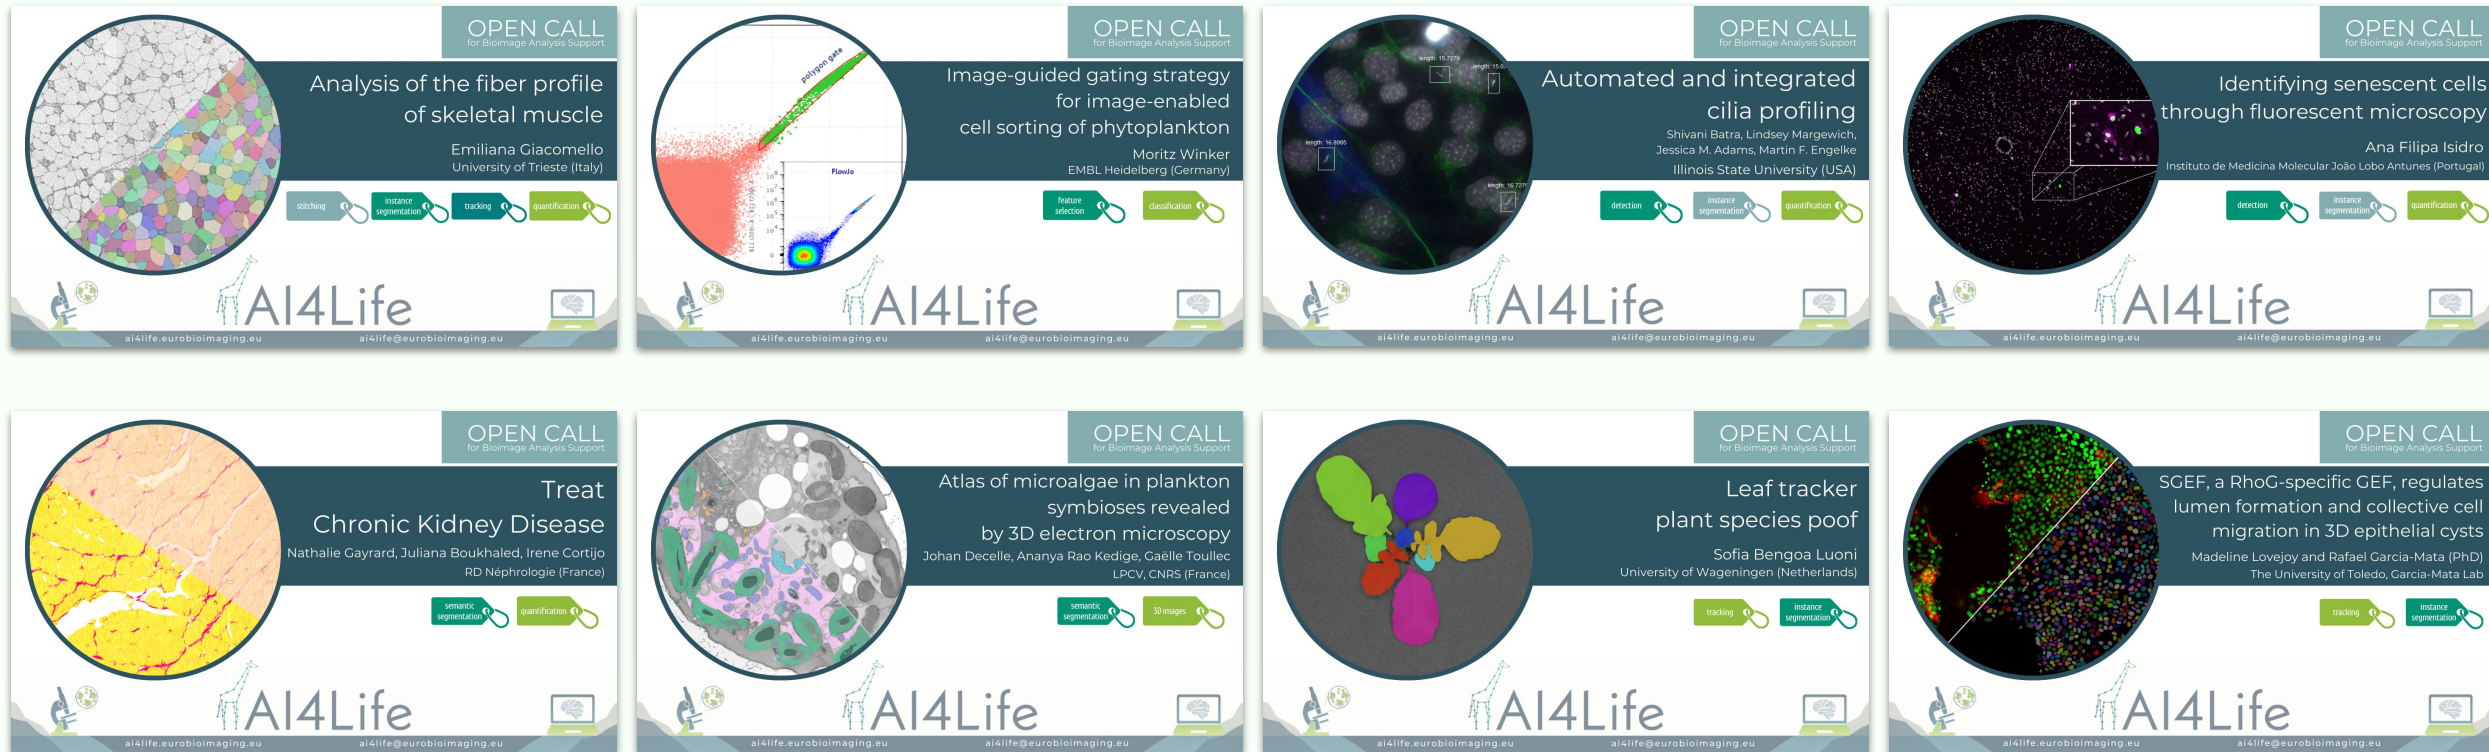 OPEN CALL
for Bioimage Analysis Support
Analysis of the fiber profile
of skeletal muscle
Emiliana Giacomello
University of Trieste (Italy)
stitching
instance
segmentation
tracking
quantification
AI4Life
ai4life.eurobioimaging.eu
ai4life@eurobioimaging.eu
OPEN CALL
for Bioimage Analysis Support
polygon gate
FlowJo
Image-guided gating strategy
for image-enabled
cell sorting of phytoplankton
Moritz Winker
EMBL Heidelberg (Germany)
feature
selection
classification
AI4Life
ai4life.eurobioimaging.eu
ai4life@eurobioimaging.eu
OPEN CALL
for Bioimage Analysis Support
length: 15.7279
length: 16.8995
Automated and integrated
cilia profiling
Shivani Batra, Lindsey Margewich,
Jessica M. Adams, Martin F. Engelke
Illinois State University (USA)
detection
instance
segmentation
quantification
AI4Life
ai4life.eurobioimaging.eu
ai4life@eurobioimaging.eu
OPEN CALL
for Bioimage Analysis Support
Identifying senescent cells
through fluorescent microscopy
Ana Filipa Isidro
Instituto de Medicina Molecular João Lobo Antunes (Portugal)
detection
instance
segmentation
quantification
AI4Life
ai4life.eurobioimaging.eu
ai4life@eurobioimaging.eu
OPEN CALL
for Bioimage Analysis Support
Treat
Chronic Kidney Disease
Nathalie Gayrard, Juliana Boukhaled, Irene Cortijo
RD Néphrologie (France)
semantic
segmentation
quantification
AI4Life
ai4life.eurobioimaging.eu
ai4life@eurobioimaging.eu
OPEN CALL
for Bioimage Analysis Support
Atlas of microalgae in plankton
symbioses revealed
by 3D electron microscopy
Johan Decelle, Ananya Rao Kedige, Gaëlle Toullec
LPCV, CNRS (France)
semantic
segmentation
3D images
AI4Life
ai4life.eurobioimaging.eu
ai4life@eurobioimaging.eu
OPEN CALL
for Bioimage Analysis Support
Leaf tracker
plant species poof
Sofia Bengoa Luoni
University of Wageningen (Netherlands)
tracking
instance
segmentation
AI4Life
ai4life.eurobioimaging.eu
ai4life@eurobioimaging.eu
OPEN CALL
for Bioimage Analysis Support
SGEF, a RhoG-specific GEF, regulates
lumen formation and collective cell
migration in 3D epithelial cysts
Madeline Lovejoy and Rafael Garcia-Mata (PhD)
The University of Toledo, Garcia-Mata Lab
tracking
instance
segmentation
AI4Life
ai4life.eurobioimaging.eu
ai4life@eurobioimaging.eu